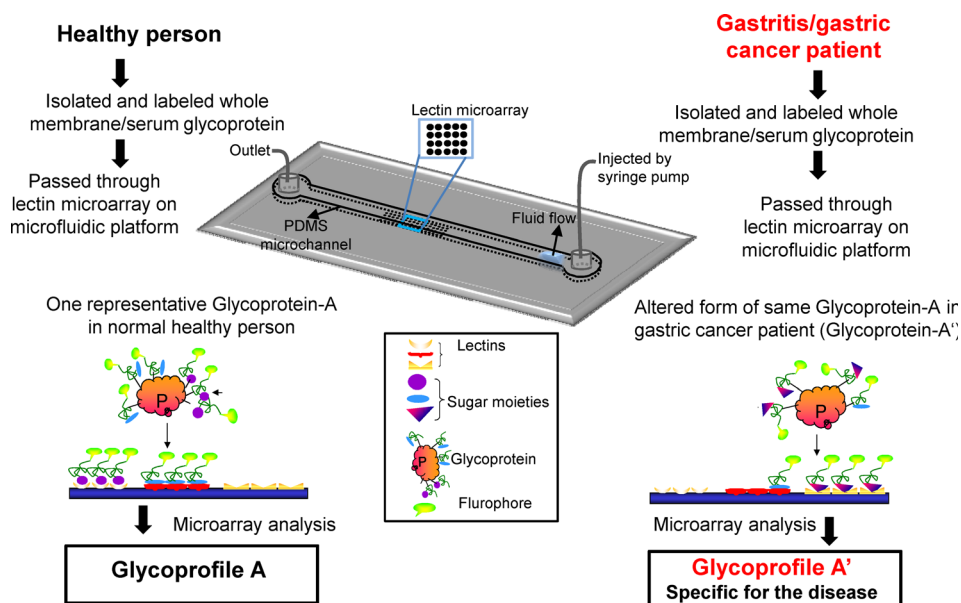 Healthy person
Isolated and labeled whole
membrane/serum glycoprotein
Passed through
lectin microarray on
microfluidic platform
Lectin microarray
Outlet
Injected by
syringe pump
Fluid flow
PDMS
microchannel
Gastritis/gastric
cancer patient
Isolated and labeled whole
membrane/serum glycoprotein
Passed through
lectin microarray on
microfluidic platform
One representative Glycoprotein-A
in normal healthy person
P
Microarray analysis
Glycoprofile A
Lectins
Sugar moieties
P
Glycoprotein
Flurophore
Altered form of same Glycoprotein-A in
gastric cancer patient (Glycoprotein-A')
P
Microarray analysis
Glycoprofile A'
Specific for the disease